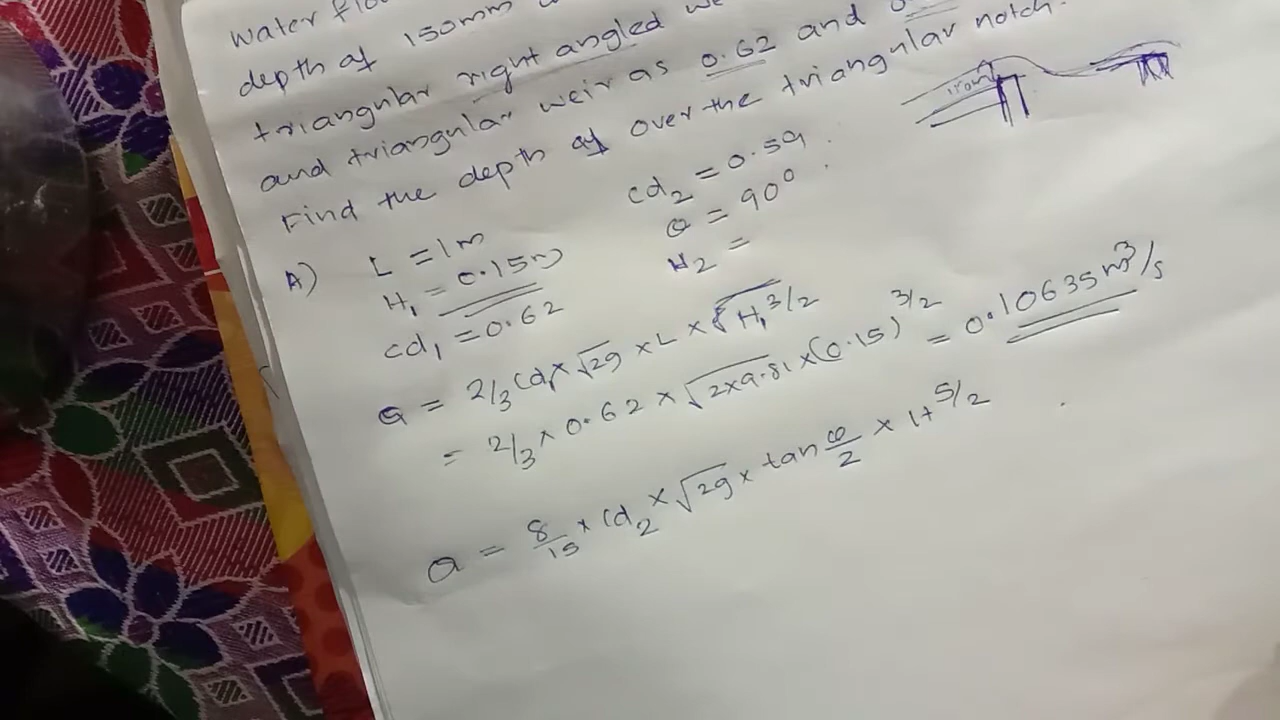 water flo
depth of 150mm
triangular right angled we
and triangular weir as 0.62 and
Find the depth of over the triangular notch.
A) L = 1m
H₁ = 0.15m
cd₁ = 0.62
cd₂ = 0.59
θ = 90°
H₂ =
Q = 2/3 cd₁ × √2g × L × H₁^3/2
= 2/3 × 0.62 × √2×9.81 × (0.15)^3/2 = 0.10635 m³/s
Q = 8/15 × cd₂ × √2g × tan θ/2 × H^5/2